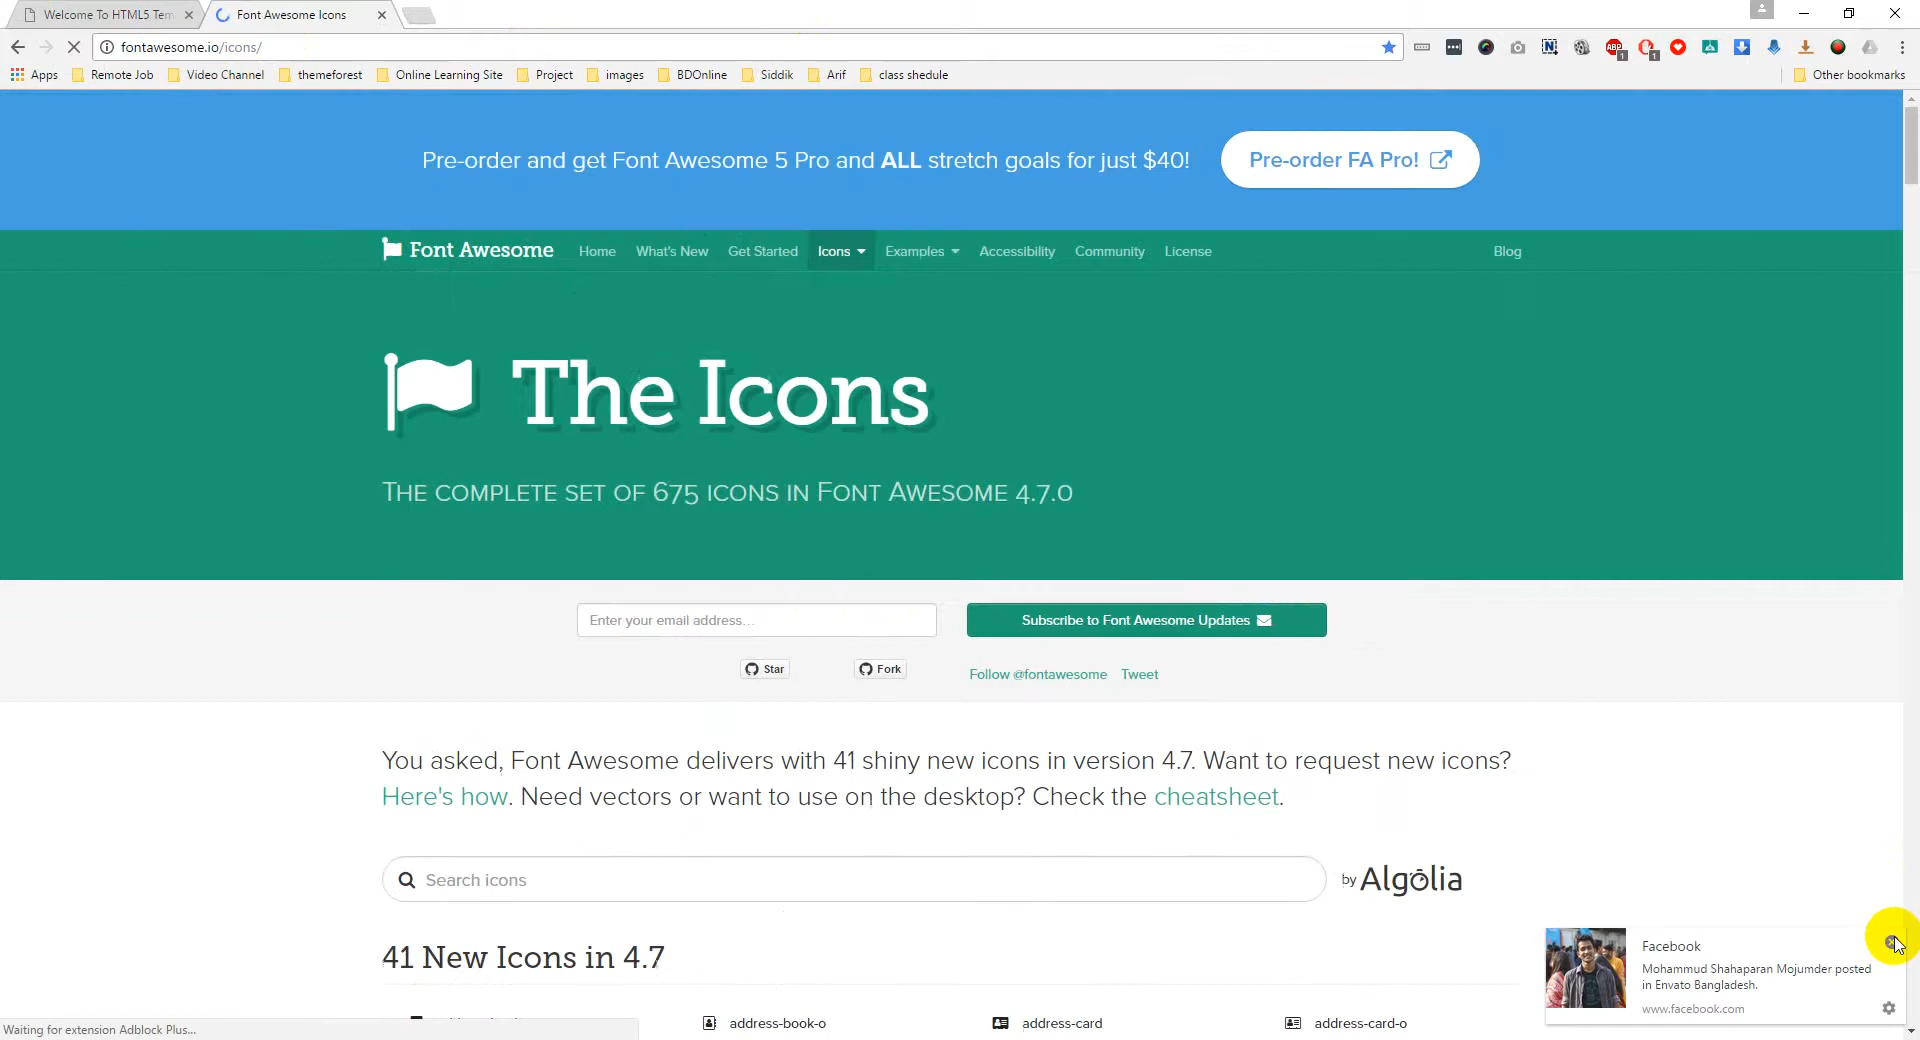 Welcome To HTML5 Tem
Font Awesome Icons
fontawesome.io/icons/
Apps
Remote Job
Video Channel
themeforest
Online Learning Site
Project
images
BDOnline
Siddik
Arif
class shedule
Other bookmarks
Pre-order and get Font Awesome 5 Pro and ALL stretch goals for just $40!
Pre-order FA Pro!
Font Awesome
Home
What's New
Get Started
Icons
Examples
Accessibility
Community
License
Blog
The Icons
The complete set of 675 icons in Font Awesome 4.7.0
Enter your email address...
Subscribe to Font Awesome Updates
Star
Fork
Follow @fontawesome
Tweet
You asked, Font Awesome delivers with 41 shiny new icons in version 4.7. Want to request new icons?
Here's how. Need vectors or want to use on the desktop? Check the cheatsheet.
Search icons
by Algolia
41 New Icons in 4.7
Facebook
Mohammud Shahaparan Mojumder posted
in Envato Bangladesh.
www.facebook.com
address-book-o
address-card
address-card-o
Waiting for extension Adblock Plus...